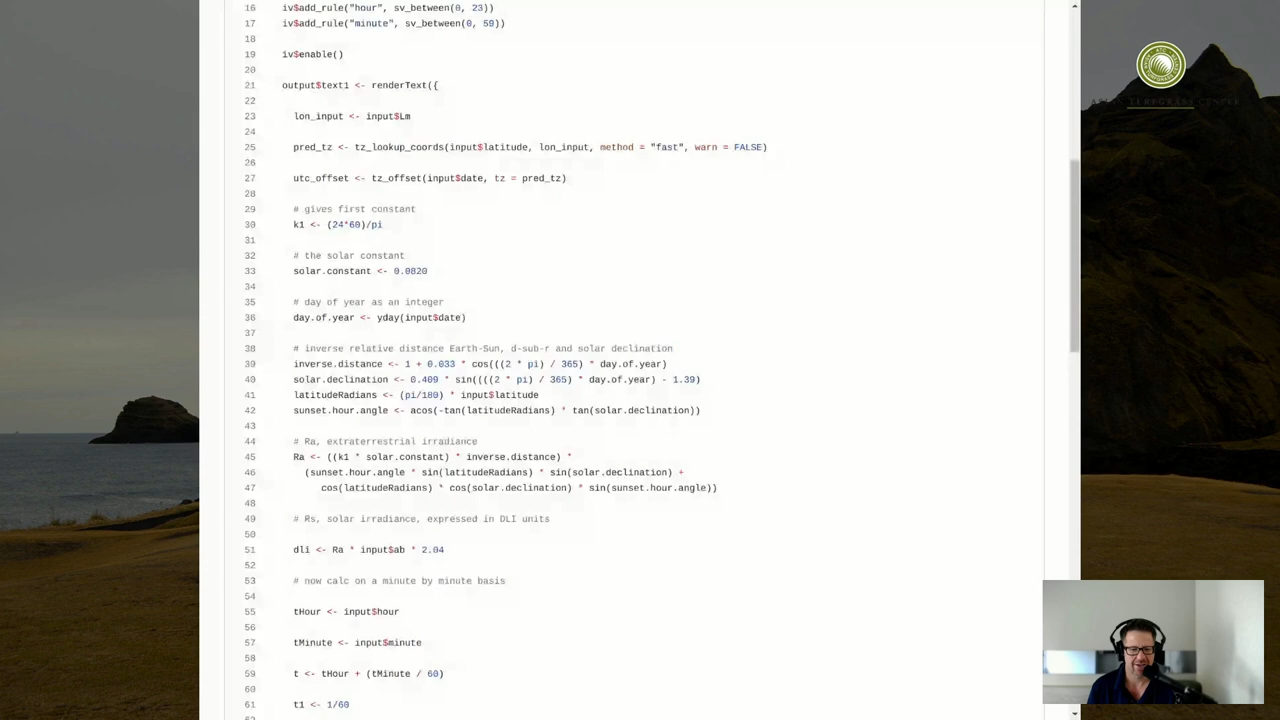 16 iv$add_rule("hour", sv_between(0, 23))
17 iv$add_rule("minute", sv_between(0, 59))
18
19 iv$enable()
20
21 output$text1 <- renderText({
22
23 lon_input <- input$Lm
24
25 pred_tz <- tz_lookup_coords(input$latitude, lon_input, method = "fast", warn = FALSE)
26
27 utc_offset <- tz_offset(input$date, tz = pred_tz)
28
29 # gives first constant
30 k1 <- (24*60)/pi
31
32 # the solar constant
33 solar.constant <- 0.0820
34
35 # day of year as an integer
36 day.of.year <- yday(input$date)
37
38 # inverse relative distance Earth-Sun, d-sub-r and solar declination
39 inverse.distance <- 1 + 0.033 * cos(((2 * pi) / 365) * day.of.year)
40 solar.declination <- 0.409 * sin((((2 * pi) / 365) * day.of.year) - 1.39)
41 latitudeRadians <- (pi/180) * input$latitude
42 sunset.hour.angle <- acos(-tan(latitudeRadians) * tan(solar.declination))
43
44 # Ra, extraterrestrial irradiance
45 Ra <- ((k1 * solar.constant) * inverse.distance) *
46 (sunset.hour.angle * sin(latitudeRadians) * sin(solar.declination) +
47 cos(latitudeRadians) * cos(solar.declination) * sin(sunset.hour.angle))
48
49 # Rs, solar irradiance, expressed in DLI units
50
51 dli <- Ra * input$ab * 2.04
52
53 # now calc on a minute by minute basis
54
55 tHour <- input$hour
56
57 tMinute <- input$minute
58
59 t <- tHour + (tMinute / 60)
60
61 t1 <- 1/60
TURFGRASS CENTER